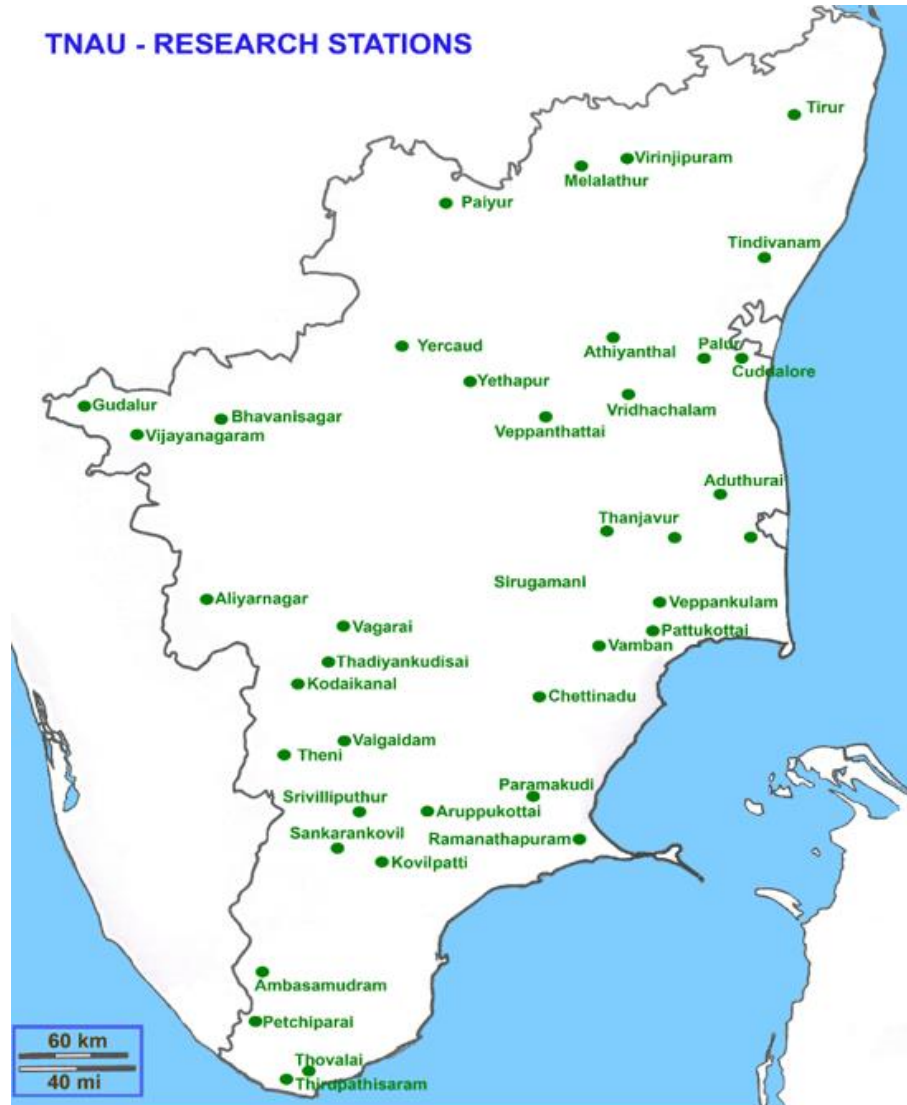 TNAU - RESEARCH STATIONS
Tirur
Virinjipuram
Melalathur
Paiyur
Tindivanam
Yercaud
Athiyanthal
Palur
Cuddalore
Yethapur
Vridhachalam
Gudalur
Bhavanisagar
Veppanthattai
Vijayanagaram
Aduthurai
Thanjavur
Sirugamani
Aliyarnagar
Veppankulam
Vagarai
Pattukottai
Vamban
Thadiyankudisai
Kodaikanal
Chettinadu
Vaigaidam
Theni
Paramakudi
Srivilliputhur
Aruppukottai
Sankarankovil
Ramanathapuram
Kovilpatti
Ambasamudram
Petchiparai
60 km
40 mi
Thovalai
Thirupathisaram